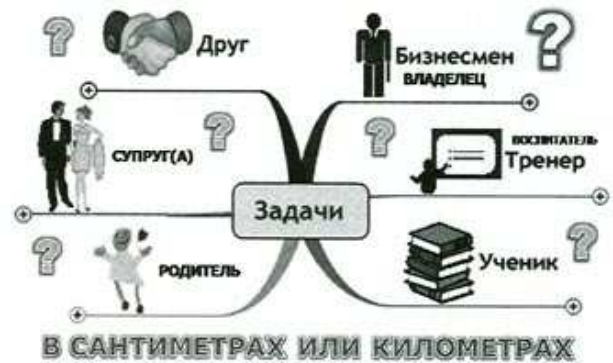 Друг
Бизнесмен
ВЛАДЕЛЕЦ
СУПРУГ(А)
ВОСПИТАТЕЛЬ
Тренер
Задачи
РОДИТЕЛЬ
Ученик
В САНТИМЕТРАХ ИЛИ КИЛОМЕТРАХ